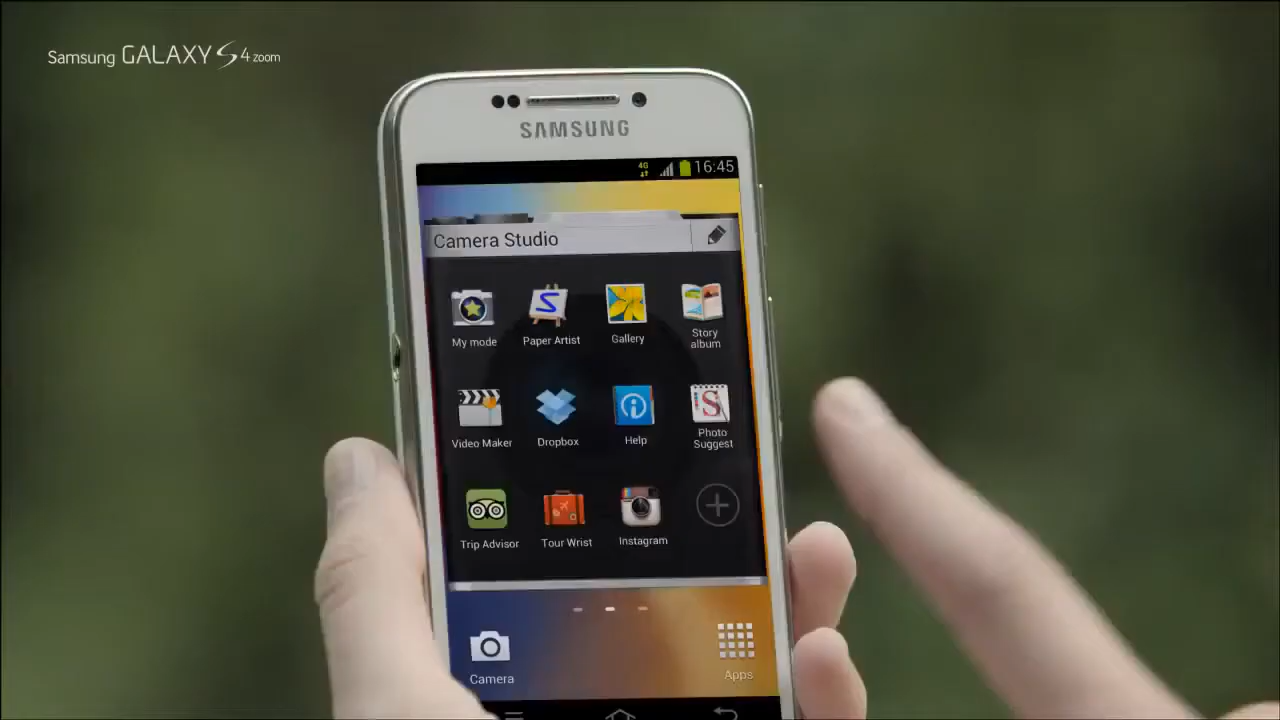 Samsung GALAXY S4 zoom
SAMSUNG
4G 16:45
Camera Studio
My mode
Paper Artist
Gallery
Story
album
Video Maker
Dropbox
Help
Photo
Suggest
Trip Advisor
Tour Wrist
Instagram
Camera
Apps